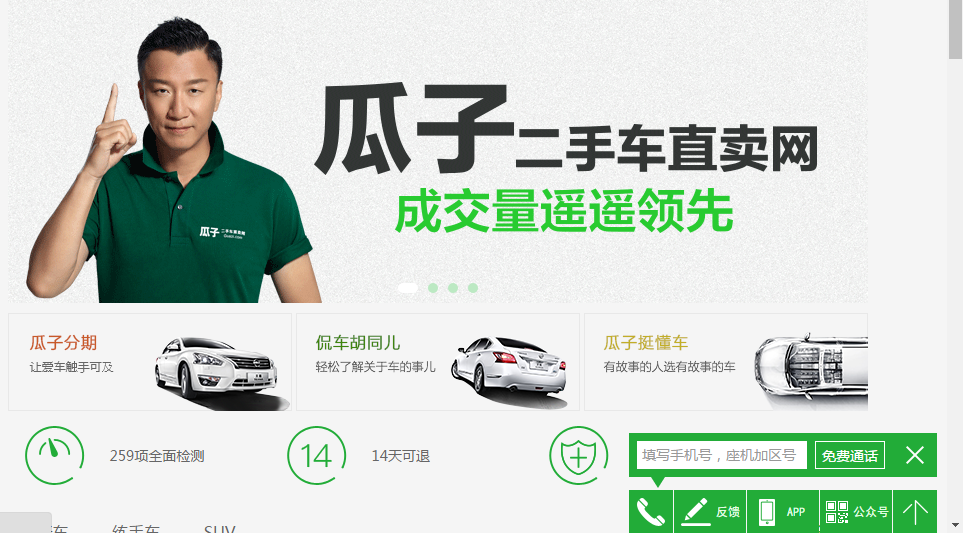 瓜子二手车直卖网
成交量遥遥领先
瓜子 二手车直卖网
Guazi.com
瓜子分期
让爱车触手可及
侃车胡同儿
轻松了解关于车的事儿
瓜子挺懂车
有故事的人选有故事的车
259项全面检测
14
14天可退
填写手机号，座机加区号
免费通话
反馈
APP
公众号
车
练手车
SUV